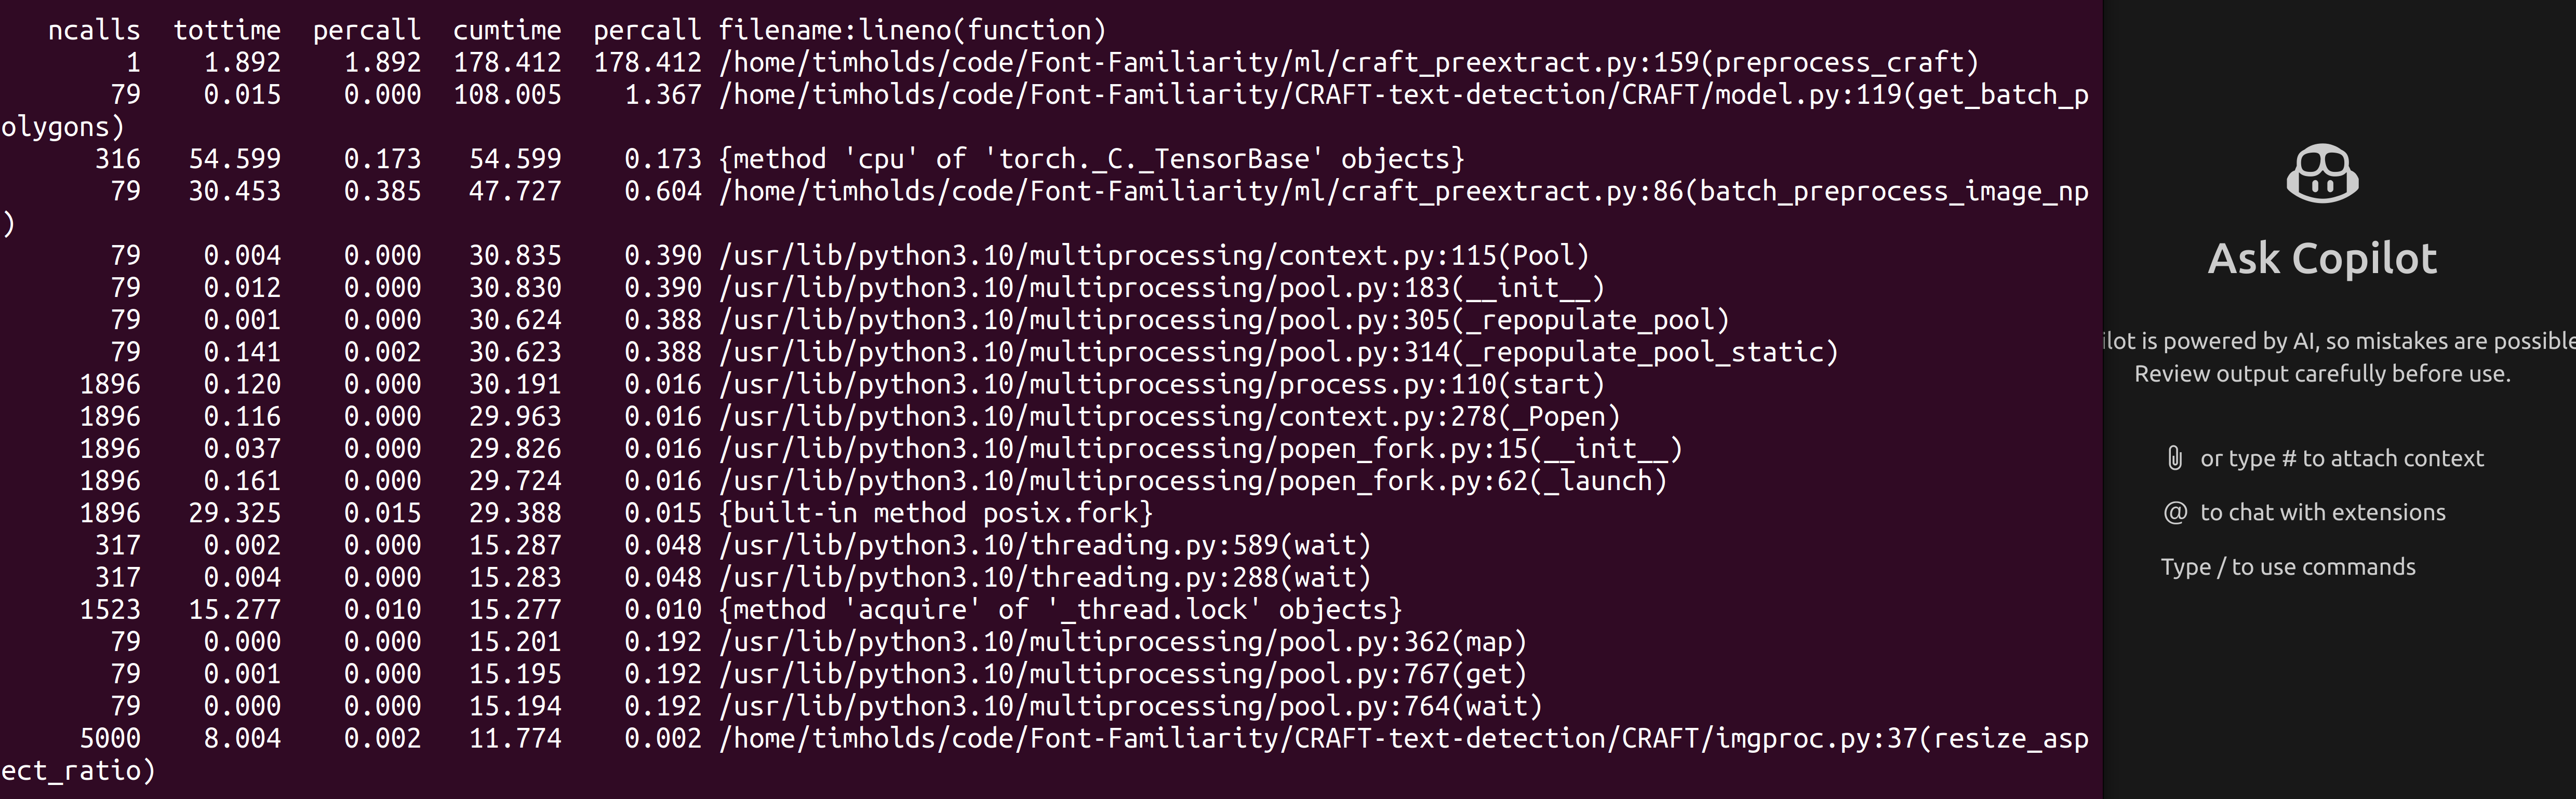 ncalls  tottime  percall  cumtime  percall filename:lineno(function)
1    1.892    1.892  178.412  178.412 /home/timholds/code/Font-Familiarity/ml/craft_preextract.py:159(preprocess_craft)
79    0.015    0.000  108.005    1.367 /home/timholds/code/Font-Familiarity/CRAFT-text-detection/CRAFT/model.py:119(get_batch_p
olygons)
316   54.599    0.173   54.599    0.173 {method 'cpu' of 'torch._C._TensorBase' objects}
79   30.453    0.385   47.727    0.604 /home/timholds/code/Font-Familiarity/ml/craft_preextract.py:86(batch_preprocess_image_np
)
79    0.004    0.000   30.835    0.390 /usr/lib/python3.10/multiprocessing/context.py:115(Pool)
79    0.012    0.000   30.830    0.390 /usr/lib/python3.10/multiprocessing/pool.py:183(__init__)
79    0.001    0.000   30.624    0.388 /usr/lib/python3.10/multiprocessing/pool.py:305(_repopulate_pool)
79    0.141    0.002   30.623    0.388 /usr/lib/python3.10/multiprocessing/pool.py:314(_repopulate_pool_static)
1896    0.120    0.000   30.191    0.016 /usr/lib/python3.10/multiprocessing/process.py:110(start)
1896    0.116    0.000   29.963    0.016 /usr/lib/python3.10/multiprocessing/context.py:278(_Popen)
1896    0.037    0.000   29.826    0.016 /usr/lib/python3.10/multiprocessing/popen_fork.py:15(__init__)
1896    0.161    0.000   29.724    0.016 /usr/lib/python3.10/multiprocessing/popen_fork.py:62(_launch)
1896   29.325    0.015   29.388    0.015 {built-in method posix.fork}
317    0.002    0.000   15.287    0.048 /usr/lib/python3.10/threading.py:589(wait)
317    0.004    0.000   15.283    0.048 /usr/lib/python3.10/threading.py:288(wait)
1523   15.277    0.010   15.277    0.010 {method 'acquire' of '_thread.lock' objects}
79    0.000    0.000   15.201    0.192 /usr/lib/python3.10/multiprocessing/pool.py:362(map)
79    0.001    0.000   15.195    0.192 /usr/lib/python3.10/multiprocessing/pool.py:767(get)
79    0.000    0.000   15.194    0.192 /usr/lib/python3.10/multiprocessing/pool.py:764(wait)
5000    8.004    0.002   11.774    0.002 /home/timholds/code/Font-Familiarity/CRAFT-text-detection/CRAFT/imgproc.py:37(resize_asp
ect_ratio)
Ask Copilot
ilot is powered by AI, so mistakes are possible
Review output carefully before use.
or type # to attach context
@ to chat with extensions
Type / to use commands